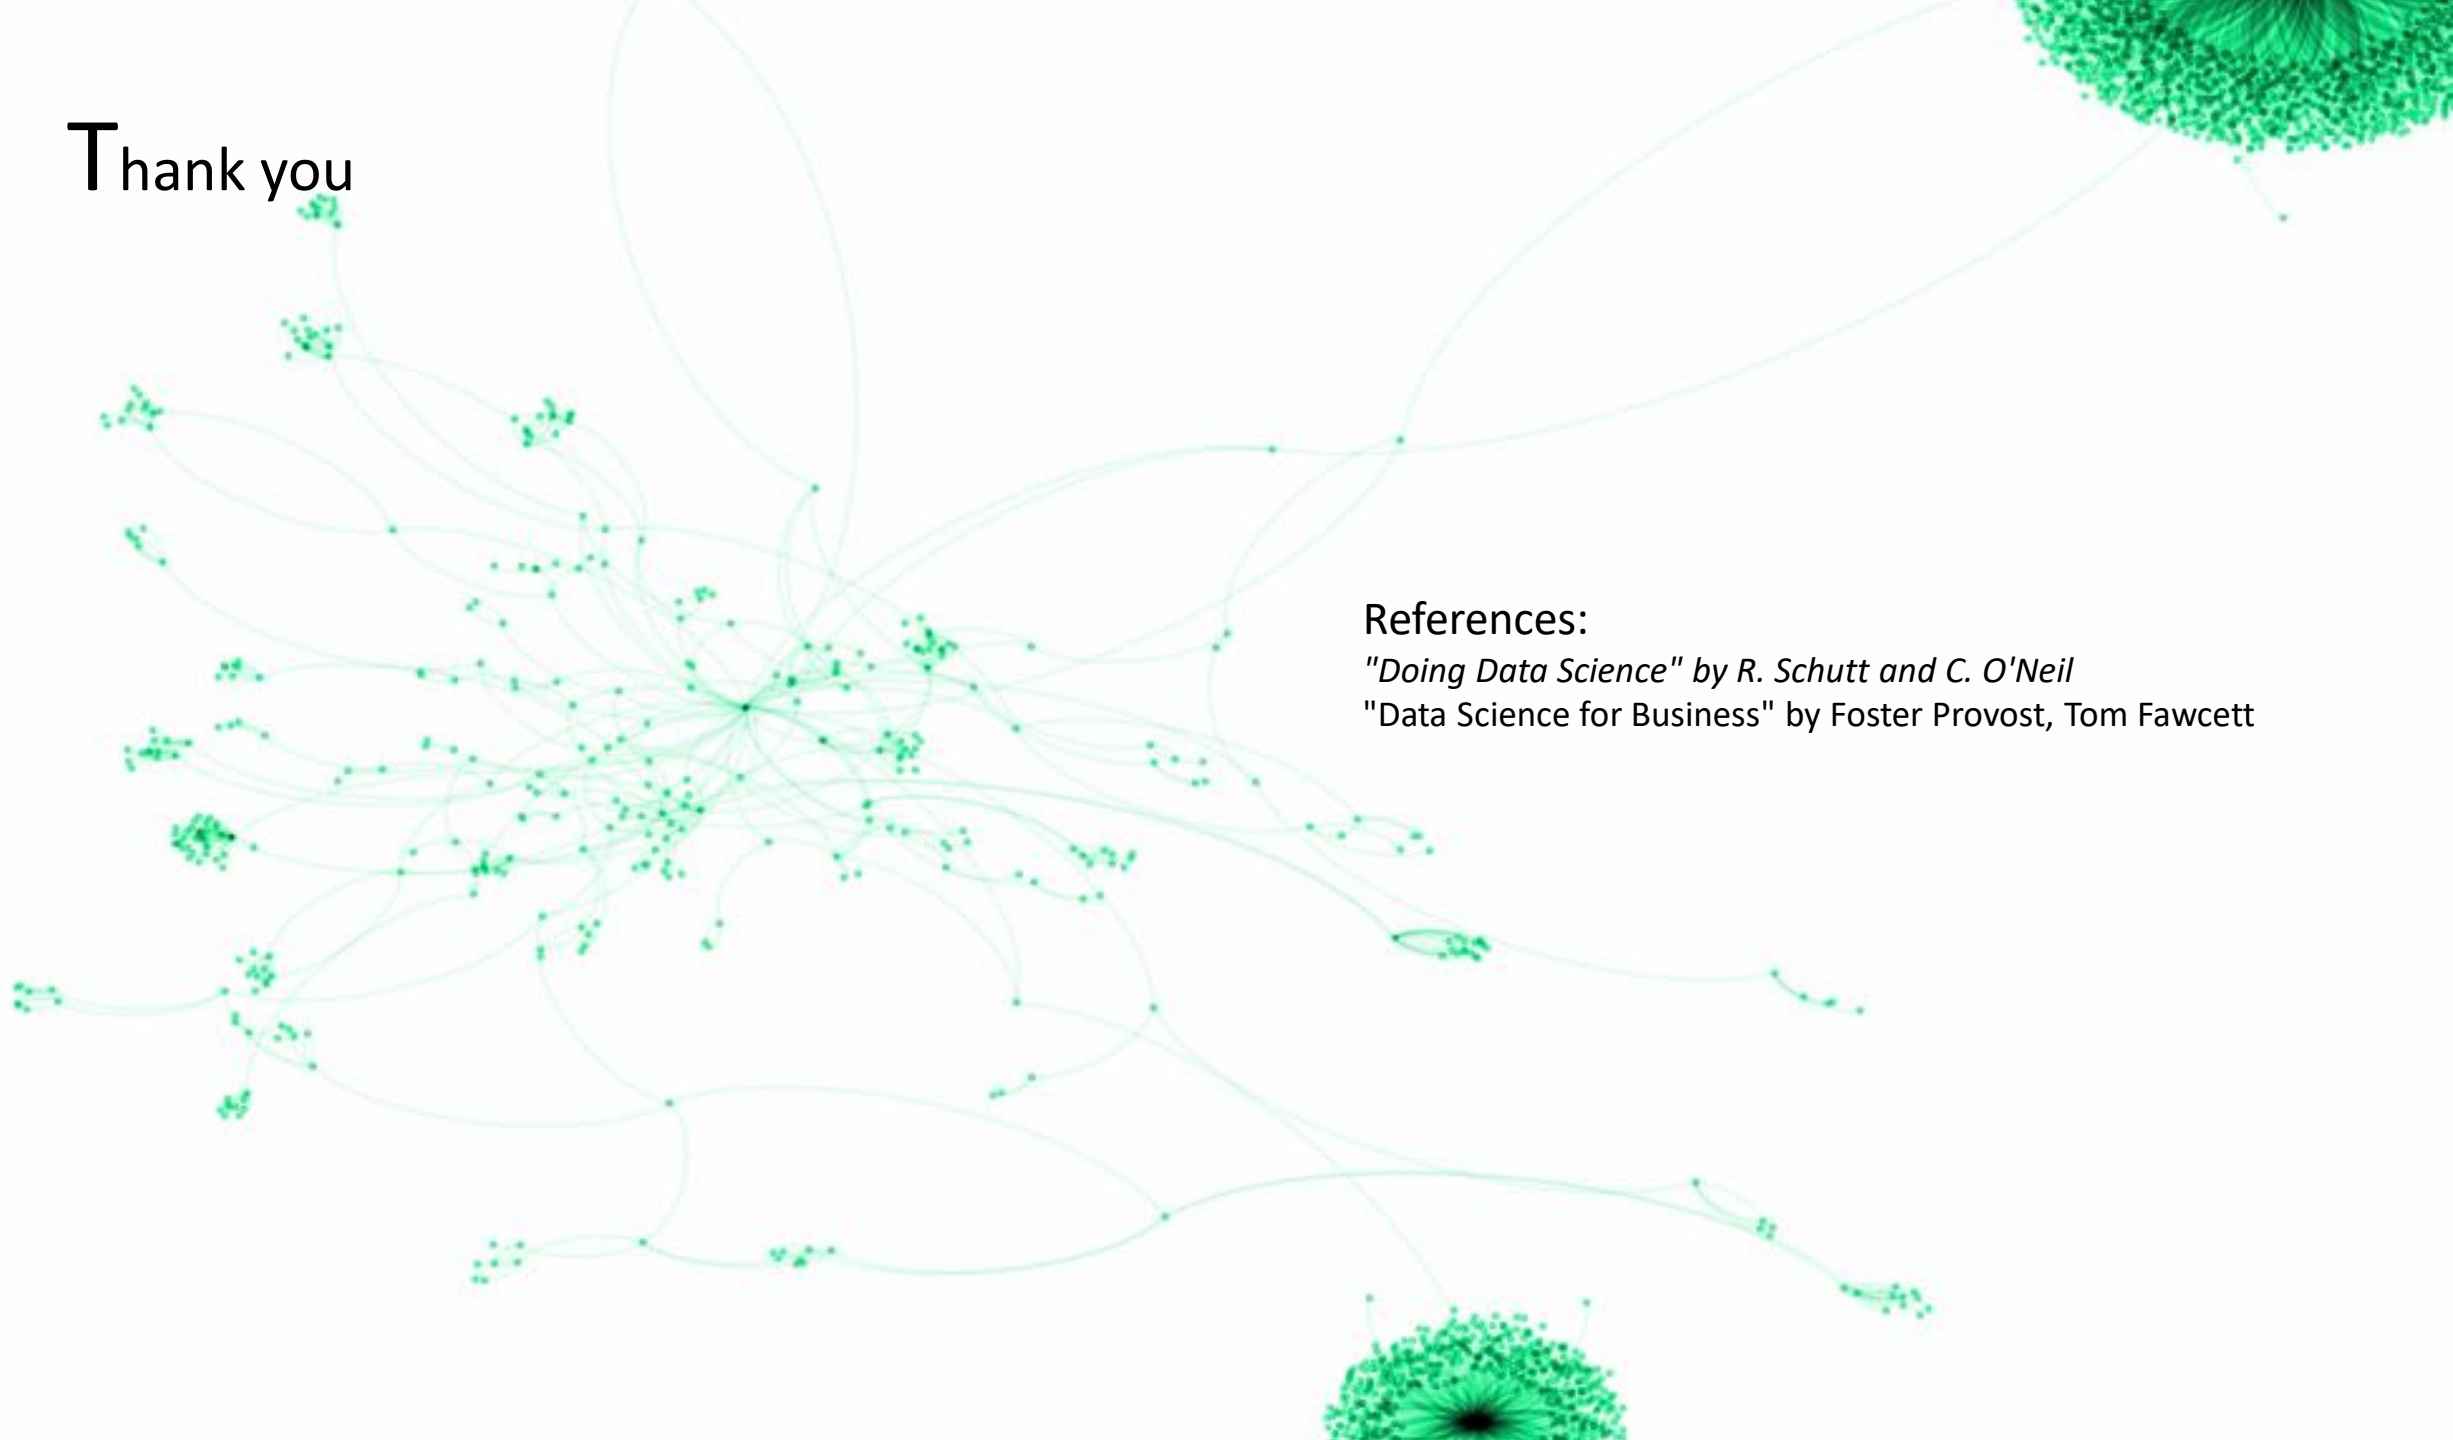 Thank you
References:
"Doing Data Science" by R. Schutt and C. O'Neil
"Data Science for Business" by Foster Provost, Tom Fawcett